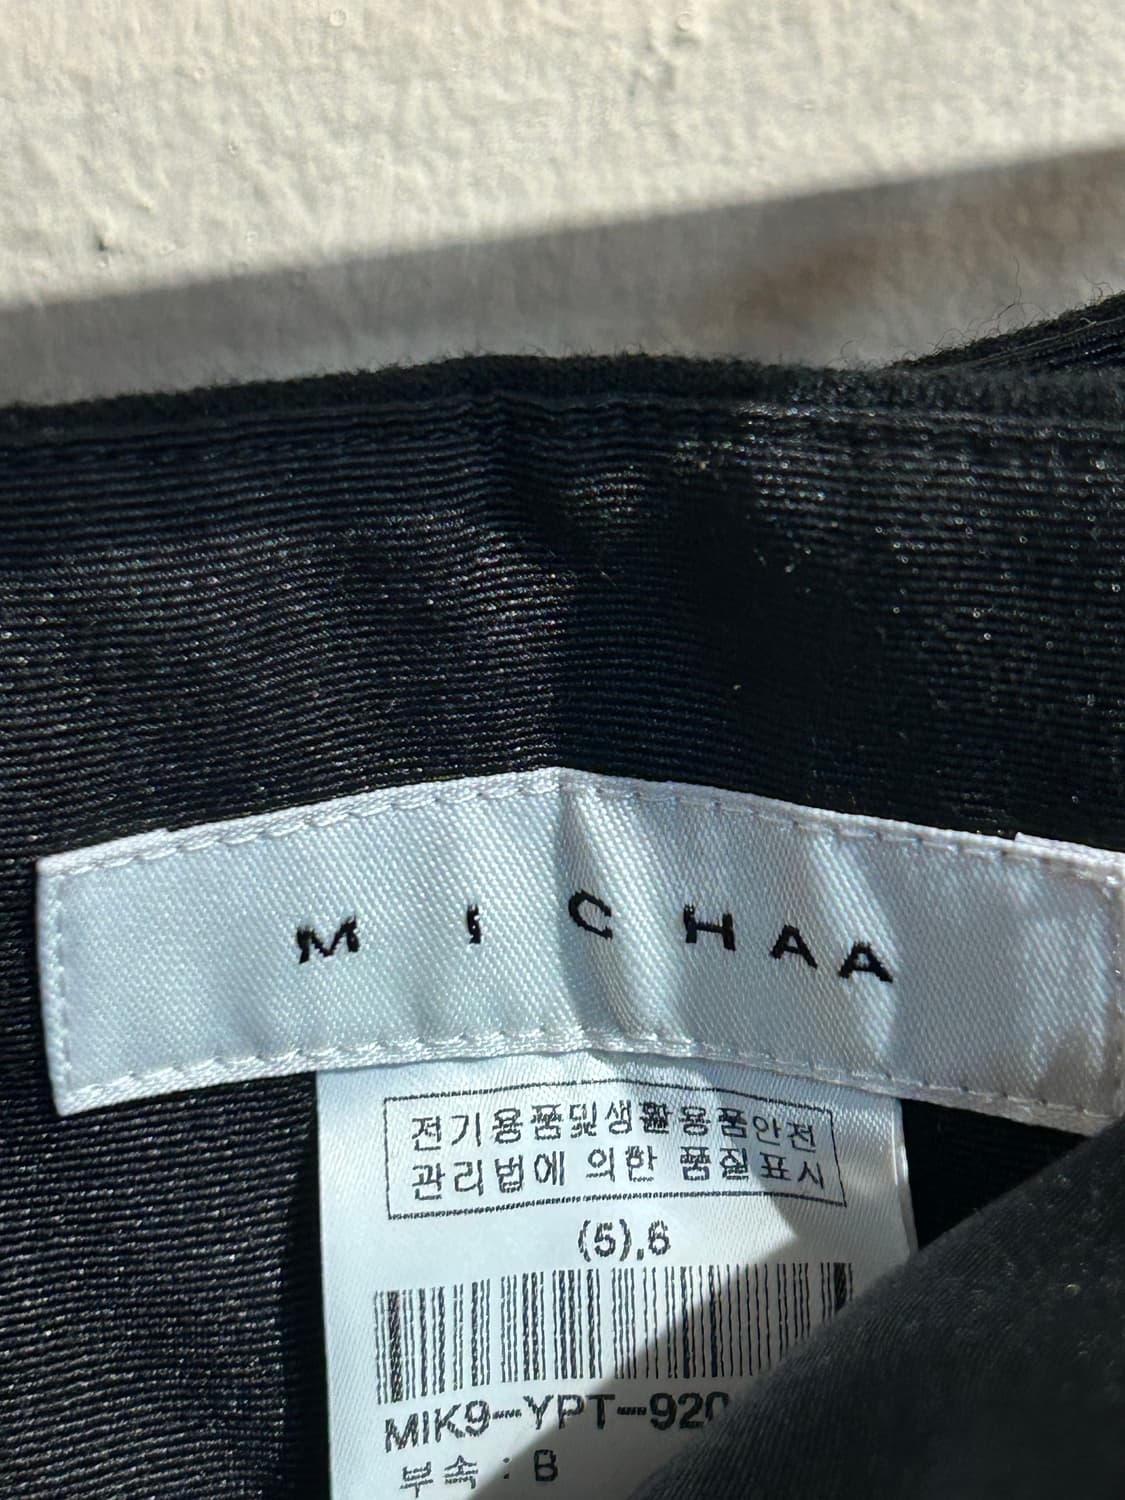 MICHAA
전기용품및생활용품안전
관리법에 의한 품질표시
(5),6
MIK9-YPT-920
부속 : B